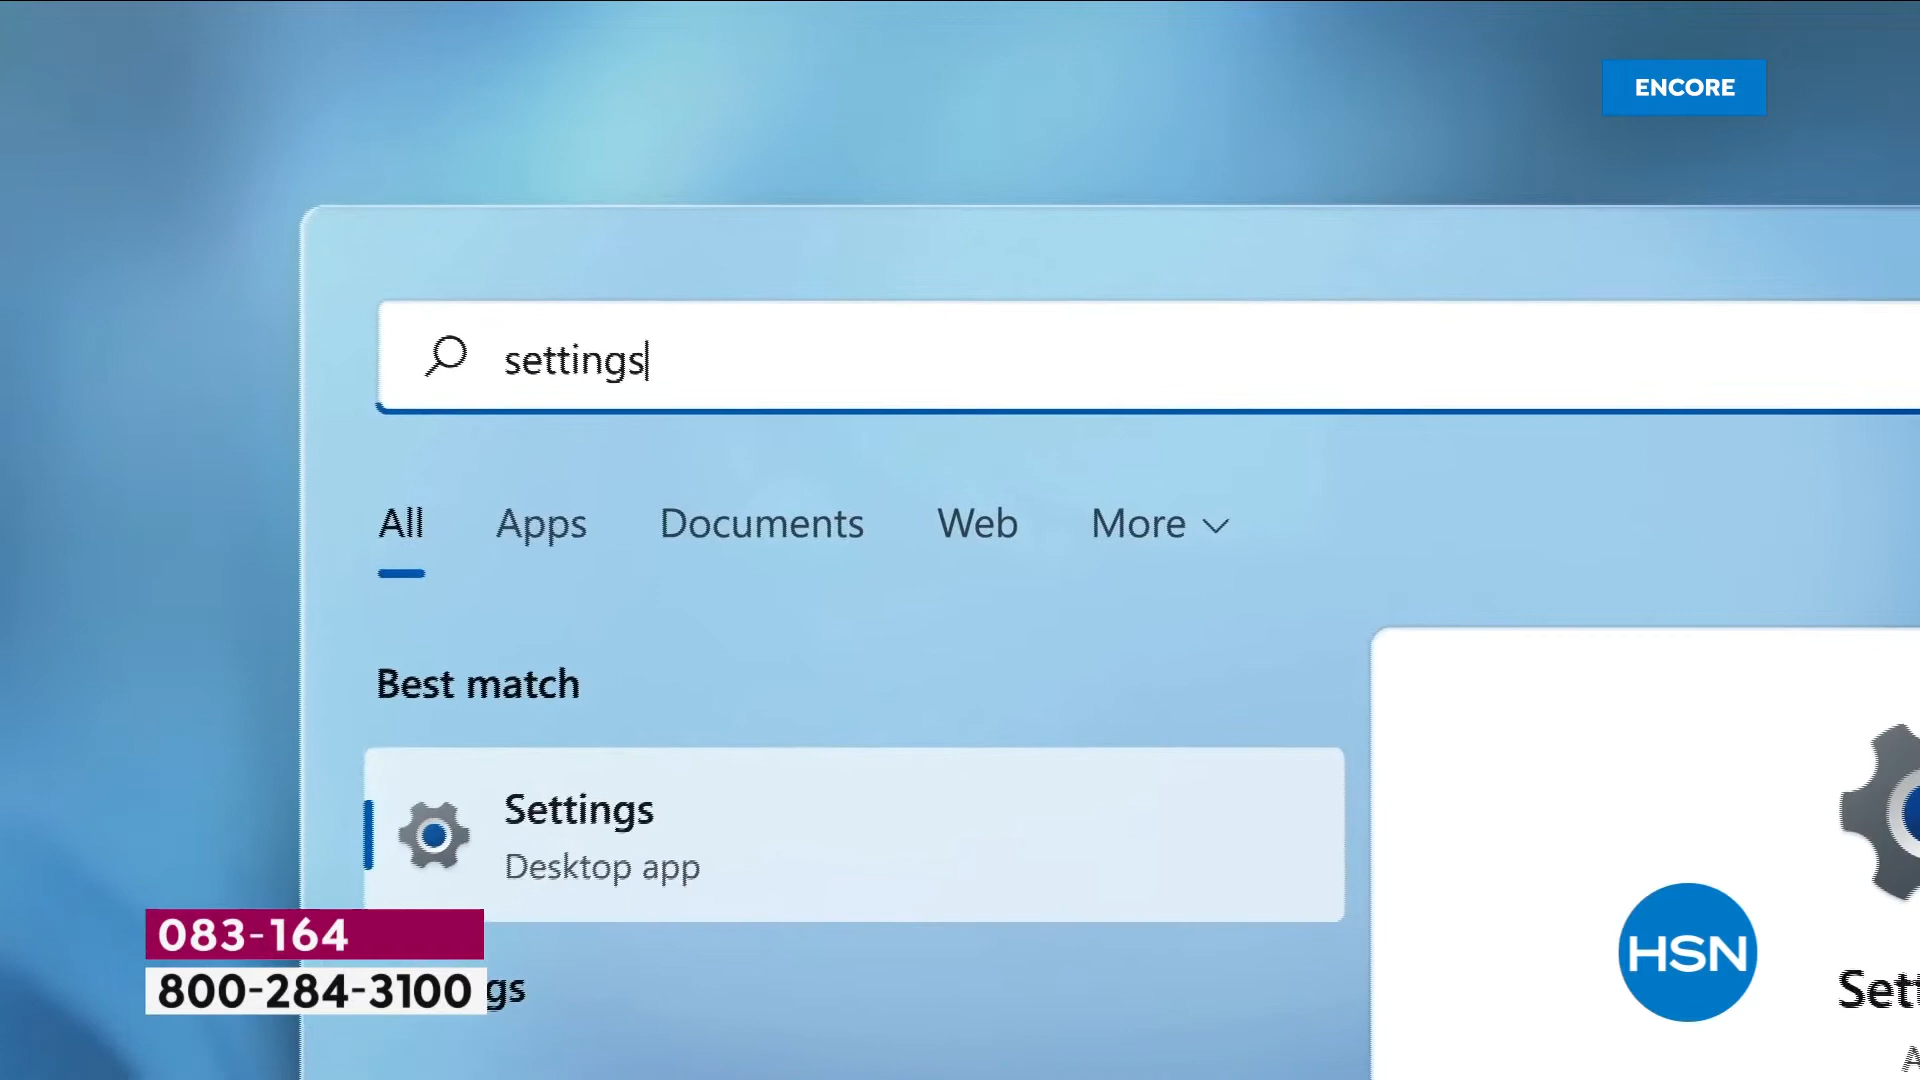 ENCORE
settings
All Apps Documents Web More
Best match
Settings
Desktop app
083-164
800-284-3100
HSN